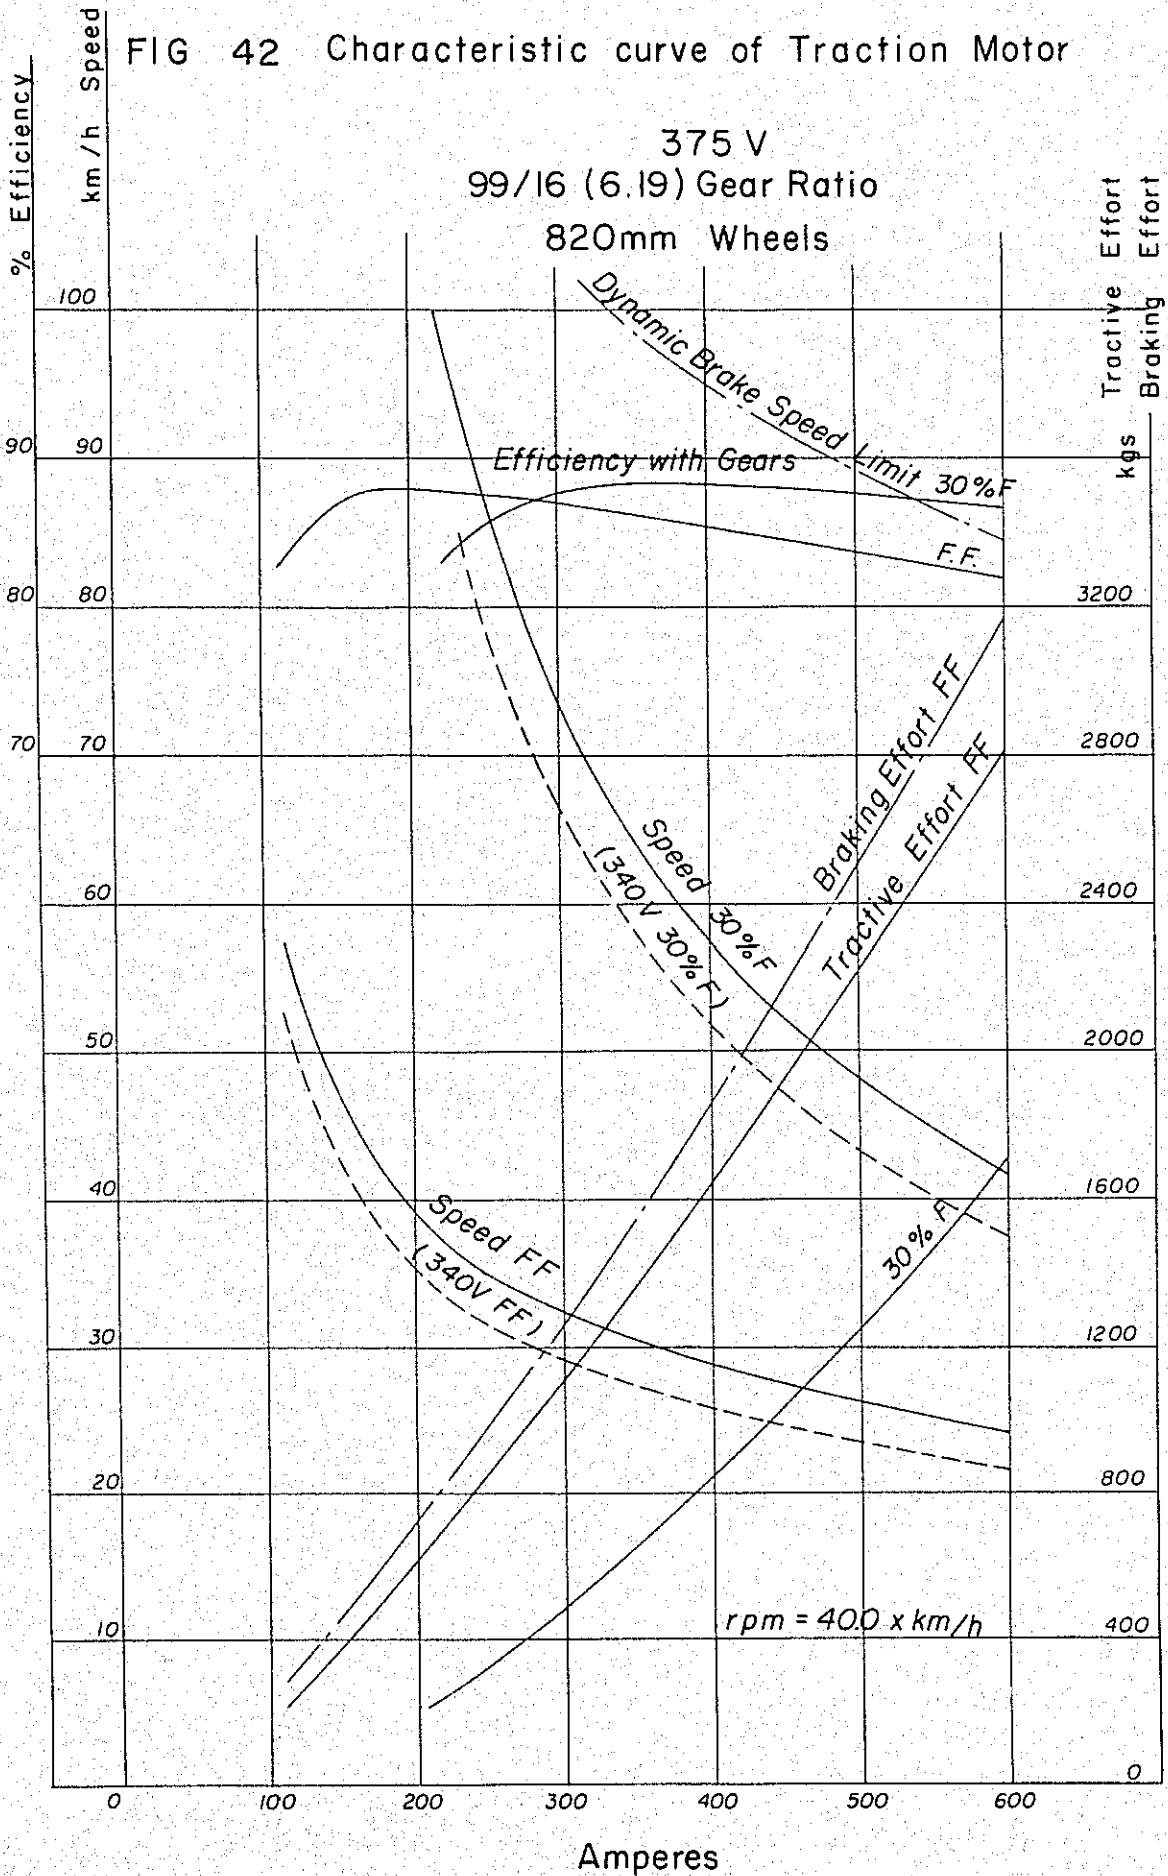 FIG 42 Characteristic curve of Traction Motor
% Efficiency
km/h Speed
375 V
99/16 (6.19) Gear Ratio
820mm Wheels
Tractive Effort
Braking Effort
kgs
Dynamic Brake Speed Limit
Efficiency with Gears
30%F
F.F.
100
90
90
80
80
3200
70
70
2800
60
2400
50
2000
40
1600
30
1200
20
800
10
400
0
Speed 30%F
(340V 30%F)
Braking Effort FF
Tractive Effort FF
Speed FF
(340V FF)
30% F
rpm = 40.0 x km/h
0 100 200 300 400 500 600
Amperes